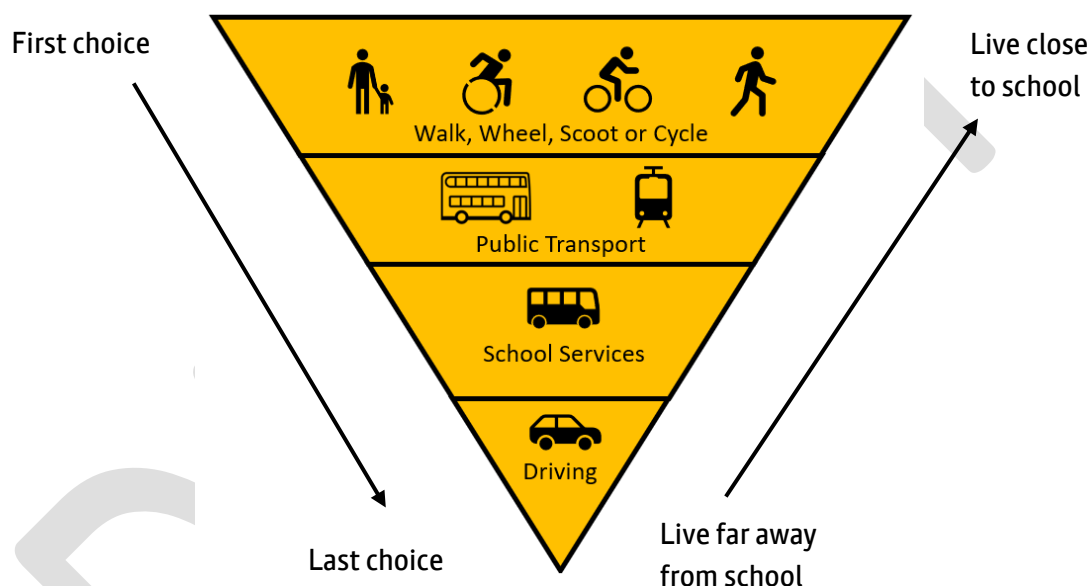 First choice
Live close
to school
Walk, Wheel, Scoot or Cycle
Public Transport
School Services
Driving
Last choice
Live far away
from school